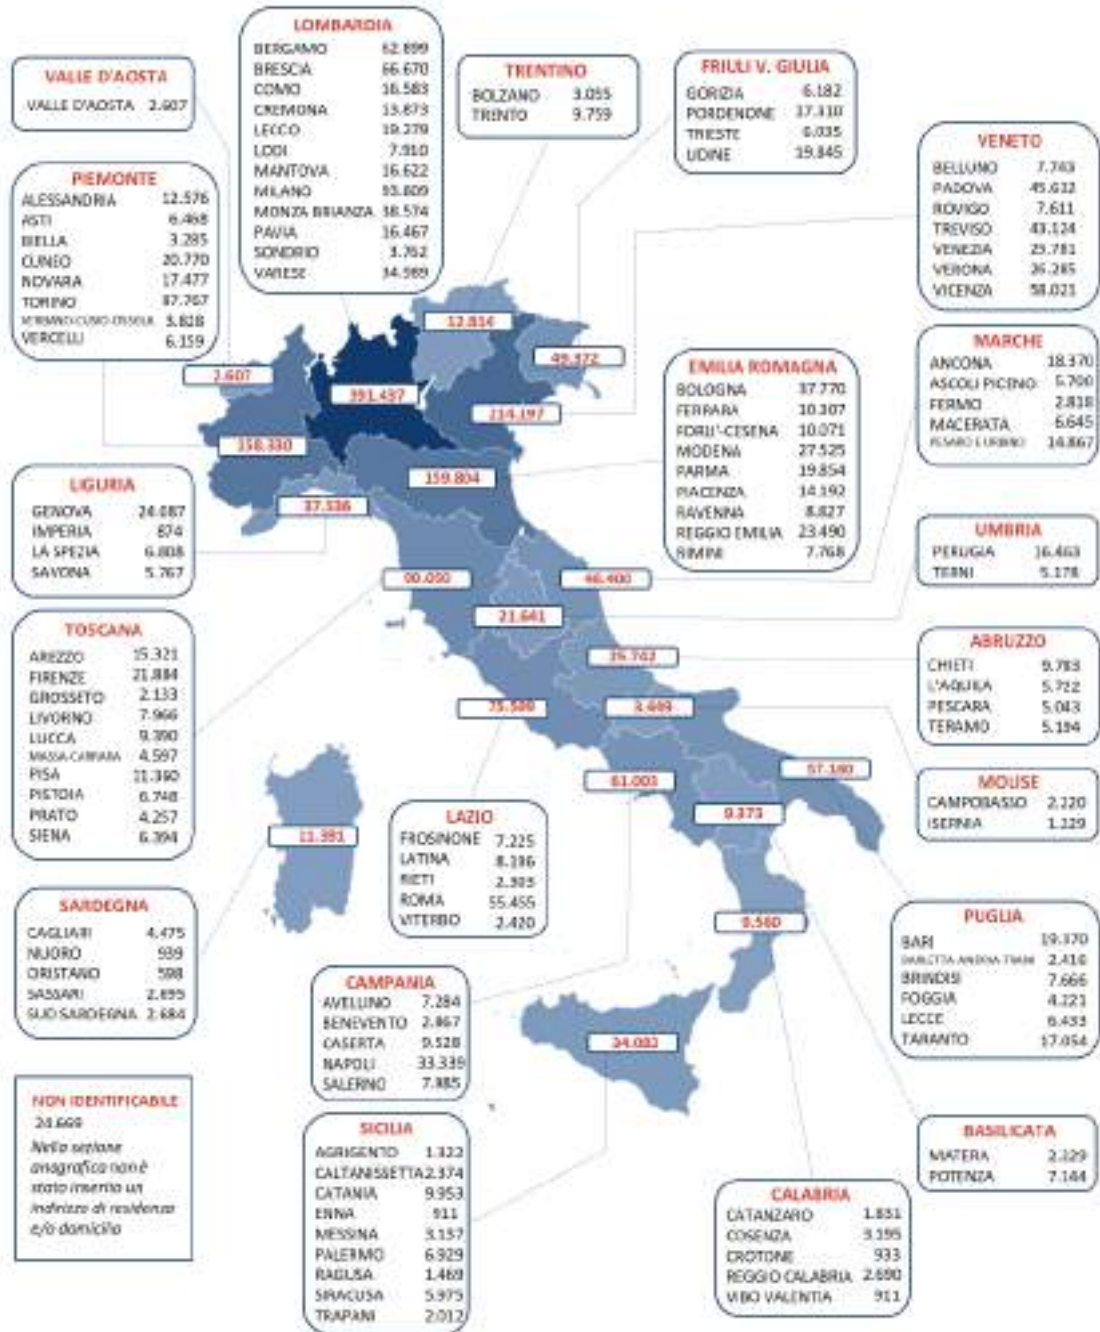 LOMBARDIA
BERGAMO 62.899
BRESCIA 66.670
COMO 16.583
CREMONA 13.873
LECCO 19.279
LODI 7.910
MANTOVA 16.622
MILANO 93.809
MONZA BRIANZA 38.574
PAVIA 16.467
SONDRIO 3.762
VARESE 34.989
VALLE D'AOSTA
VALLE D'AOSTA 2.607
TRENTINO
BOLZANO 3.055
TRENTO 9.759
FRIULI V. GIULIA
GORIZIA 6.182
PORDENONE 17.310
TRIESTE 6.035
UDINE 19.845
VENETO
BELLUNO 7.743
PADOVA 45.632
ROVIGO 7.611
TREVISO 43.124
VENEZIA 25.781
VERONA 26.285
VICENZA 58.021
PIEMONTE
ALESSANDRIA 12.576
ASTI 6.468
BIELLA 3.285
CUNEO 20.770
NOVARA 17.477
TORINO 87.767
VERBANO-CUSIO-OSSOLA 3.828
VERCELLI 6.159
MARCHE
ANCONA 18.370
ASCOLI PICENO 5.700
FERMO 2.818
MACERATA 6.645
PESARO E URBINO 14.867
EMILIA ROMAGNA
BOLOGNA 37.770
FERRARA 10.307
FORLI'-CESENA 10.071
MODENA 27.525
PARMA 19.854
PIACENZA 14.192
RAVENNA 8.827
REGGIO EMILIA 23.490
RIMINI 7.768
12.814
49.372
2.607
391.437
214.197
158.330
159.804
37.536
LIGURIA
GENOVA 24.087
IMPERIA 874
LA SPEZIA 6.808
SAVONA 5.767
UMBRIA
PERUGIA 16.463
TERNI 5.178
90.050
46.400
21.641
25.742
75.599
3.449
61.003
57.160
9.373
11.391
9.560
34.082
TOSCANA
AREZZO 15.321
FIRENZE 21.884
GROSSETO 2.133
LIVORNO 7.966
LUCCA 9.390
MASSA-CARRARA 4.597
PISA 11.360
PISTOIA 6.748
PRATO 4.257
SIENA 6.394
ABRUZZO
CHIETI 9.783
L'AQUILA 5.722
PESCARA 5.043
TERAMO 5.194
MOLISE
CAMPOBASSO 2.220
ISERNIA 1.229
LAZIO
FROSINONE 7.225
LATINA 8.196
RIETI 2.303
ROMA 55.455
VITERBO 2.420
SARDEGNA
CAGLIARI 4.475
NUORO 939
ORISTANO 598
SASSARI 2.695
SUD SARDEGNA 2.684
PUGLIA
BARI 19.370
BARLETTA-ANDRIA-TRANI 2.416
BRINDISI 7.666
FOGGIA 4.221
LECCE 6.433
TARANTO 17.054
CAMPANIA
AVELLINO 7.284
BENEVENTO 2.867
CASERTA 9.528
NAPOLI 33.339
SALERNO 7.985
NON IDENTIFICABILE
24.669
Nella sezione
anagrafica non è
stato inserito un
indirizzo di residenza
e/o domicilio
SICILIA
AGRIGENTO 1.322
CALTANISSETTA 2.374
CATANIA 9.953
ENNA 911
MESSINA 3.137
PALERMO 6.929
RAGUSA 1.469
SIRACUSA 5.975
TRAPANI 2.012
BASILICATA
MATERA 2.229
POTENZA 7.144
CALABRIA
CATANZARO 1.831
COSENZA 3.195
CROTONE 933
REGGIO CALABRIA 2.690
VIBO VALENTIA 911